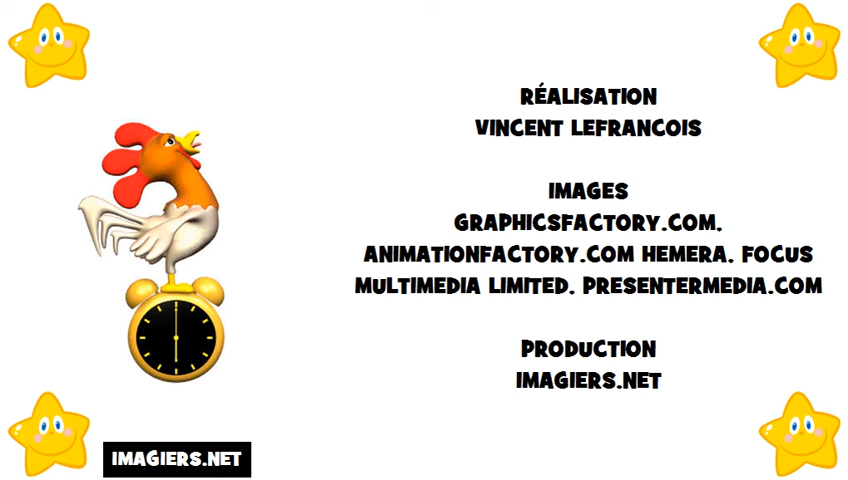 RÉALISATION
VINCENT LEFRANCOIS
IMAGES
GRAPHICSFACTORY.COM,
ANIMATIONFACTORY.COM HEMERA, FOCUS
MULTIMEDIA LIMITED, PRESENTERMEDIA.COM
PRODUCTION
IMAGIERS.NET
IMAGIERS.NET